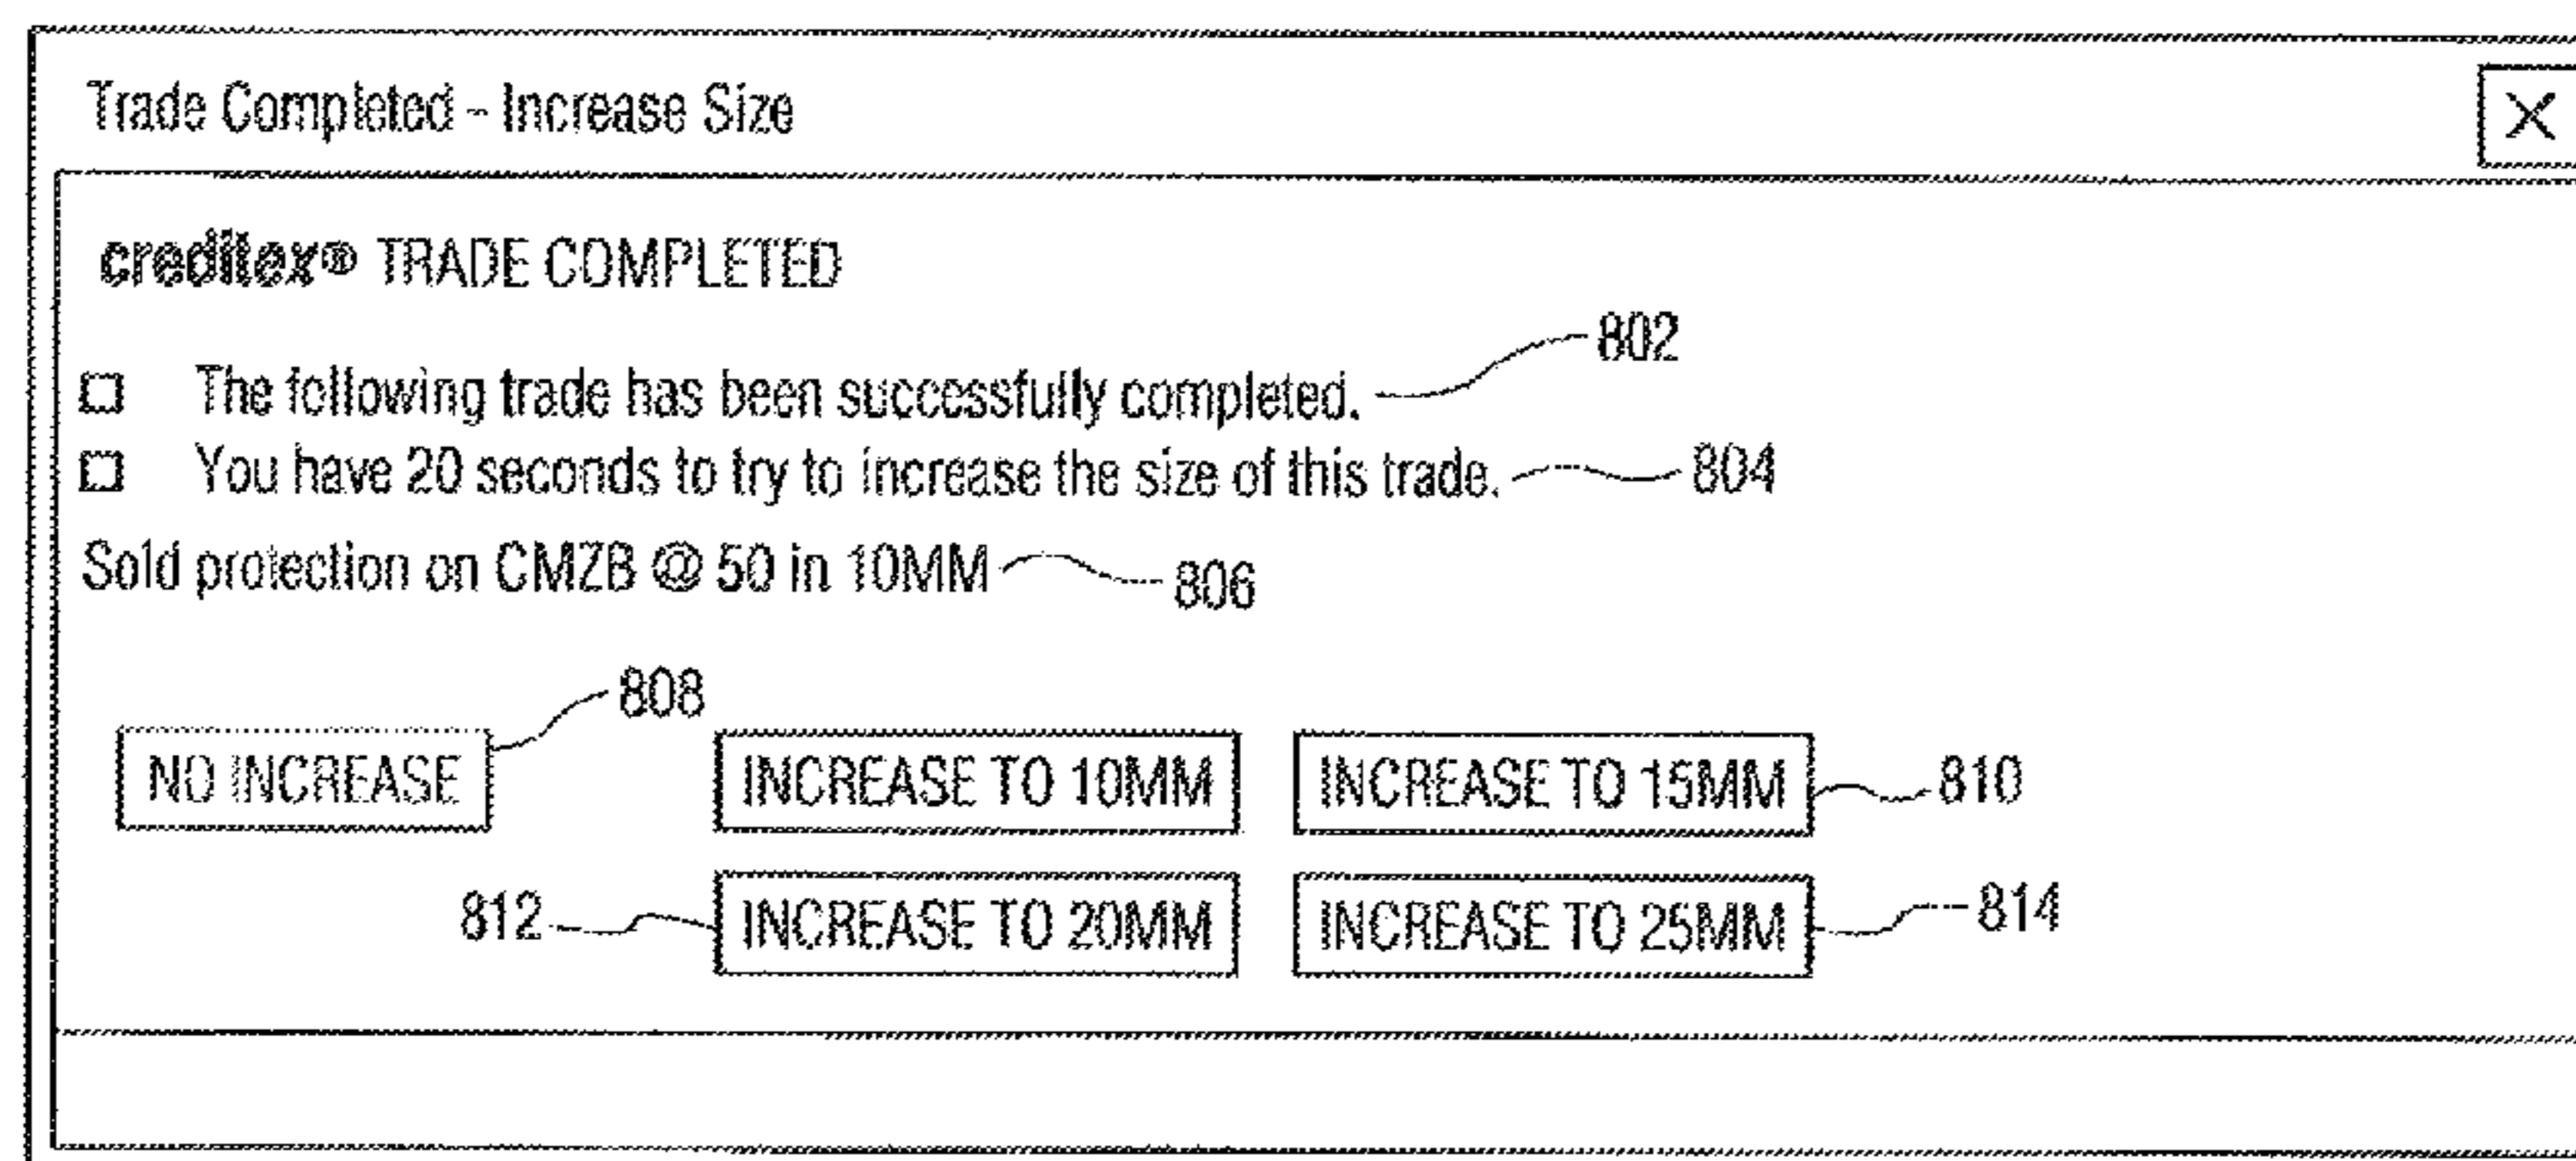 Trade Completed - Increase Size X
creditex® TRADE COMPLETED
802
The following trade has been successfully completed.
You have 20 seconds to try to increase the size of this trade. 804
Sold protection on CMZB @ 50 in 10MM 806
808
NO INCREASE INCREASE TO 10MM INCREASE TO 15MM 810
812 INCREASE TO 20MM INCREASE TO 25MM 814